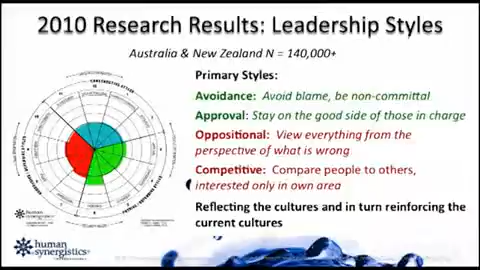 2010 Research Results: Leadership Styles
Australia & New Zealand N = 140,000+
Primary Styles:
Avoidance: Avoid blame, be non-committal
Approval: Stay on the good side of those in charge
Oppositional: View everything from the
perspective of what is wrong
Competitive: Compare people to others,
interested only in own area
Reflecting the cultures and in turn reinforcing the
current cultures
human
synergistics
human
synergistics